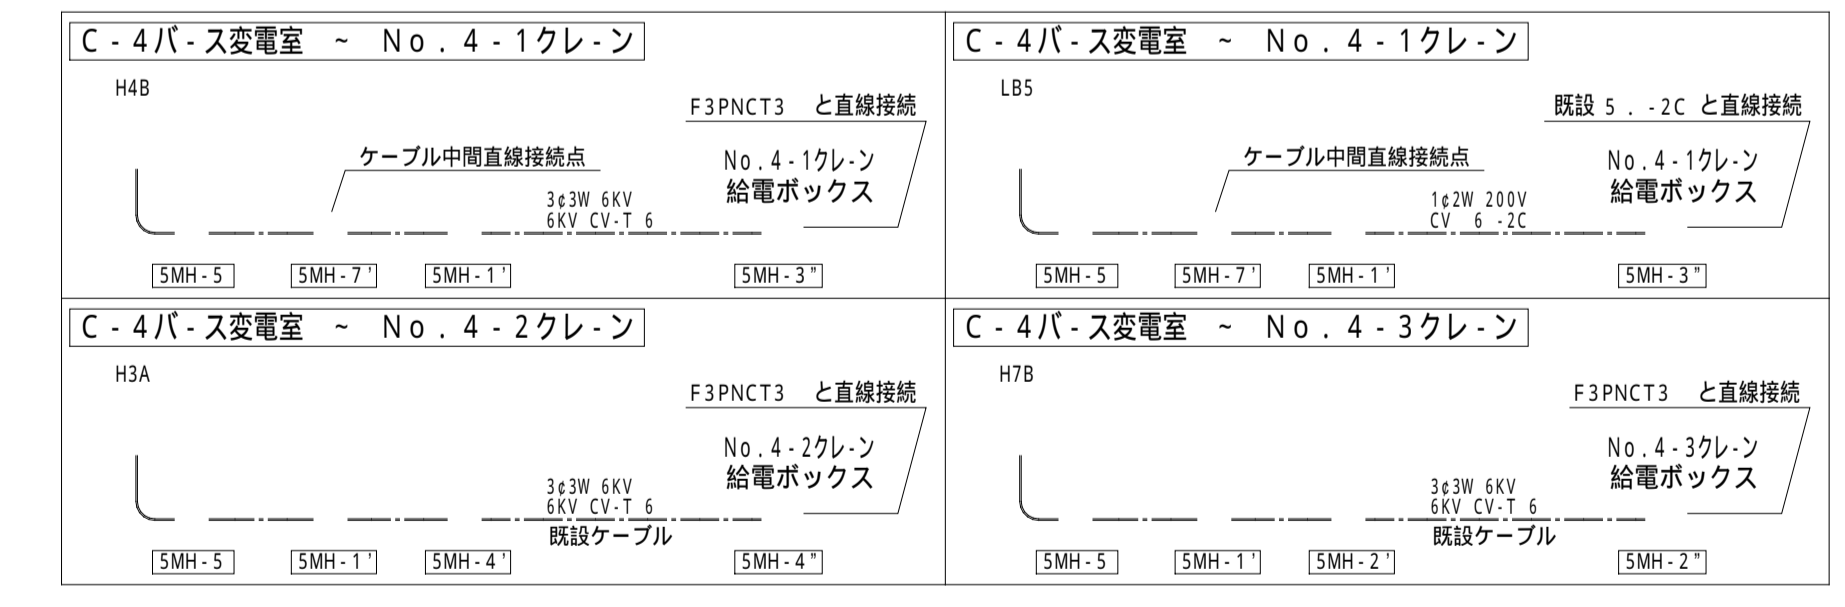 C-4バ-ス変電室 ~ No.4-1クレ-ン
H4B
F3PNCT3 と直線接続
ケーブル中間直線接続点
No.4-1クレ-ン
給電ボックス
3¢3W 6KV
6KV CV-T 6
5MH-5 5MH-7' 5MH-1' 5MH-3"
C-4バ-ス変電室 ~ No.4-1クレ-ン
LB5
既設 5.-2C と直線接続
ケーブル中間直線接続点
No.4-1クレ-ン
給電ボックス
1¢2W 200V
CV 6 -2C
5MH-5 5MH-7' 5MH-1' 5MH-3"
C-4バ-ス変電室 ~ No.4-2クレ-ン
H3A
F3PNCT3 と直線接続
No.4-2クレ-ン
給電ボックス
3¢3W 6KV
6KV CV-T 6
既設ケーブル
5MH-5 5MH-1' 5MH-4' 5MH-4"
C-4バ-ス変電室 ~ No.4-3クレ-ン
H7B
F3PNCT3 と直線接続
No.4-3クレ-ン
給電ボックス
3¢3W 6KV
6KV CV-T 6
既設ケーブル
5MH-5 5MH-1' 5MH-2' 5MH-2"